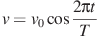 v = v₀ cos 2πt/T